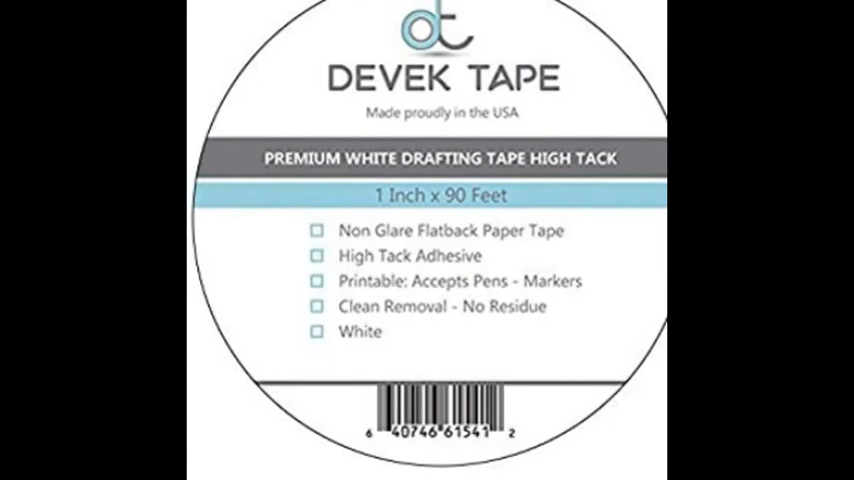 dt
DEVEK TAPE
Made proudly in the USA
PREMIUM WHITE DRAFTING TAPE HIGH TACK
1 Inch x 90 Feet
Non Glare Flatback Paper Tape
High Tack Adhesive
Printable: Accepts Pens - Markers
Clean Removal - No Residue
White
6 40746 61541 2